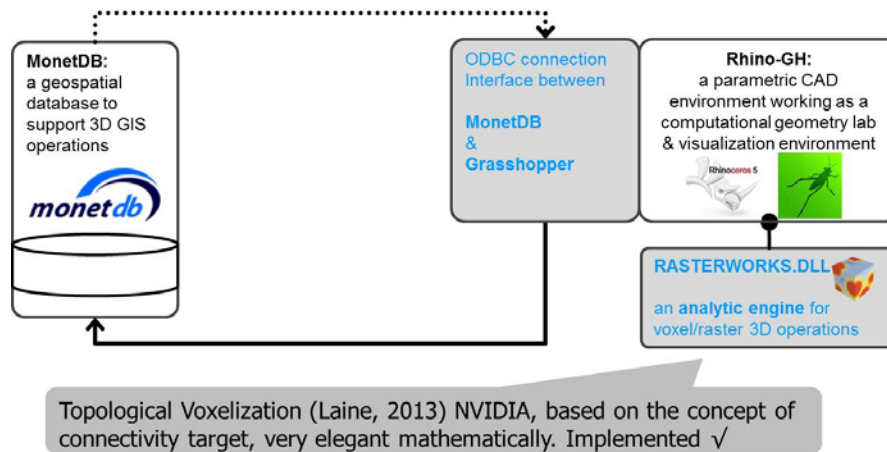 MonetDB:
a geospatial
database to
support 3D GIS
operations
monetdb
ODBC connection
Interface between
MonetDB
&
Grasshopper
Rhino-GH:
a parametric CAD
environment working as a
computational geometry lab
& visualization environment
Rhinoceros 5
RASTERWORKS.DLL
an analytic engine for
voxel/raster 3D operations
Topological Voxelization (Laine, 2013) NVIDIA, based on the concept of
connectivity target, very elegant mathematically. Implemented √